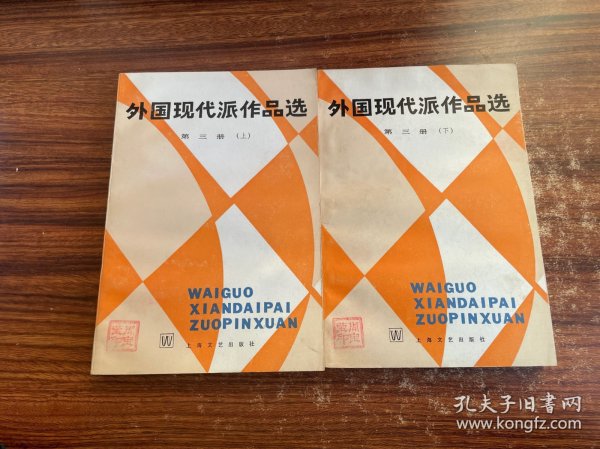 外国现代派作品选
第三册（上）
WAIGUO
XIANDAIPAI
ZUOPINXUAN
上海文艺出版社
外国现代派作品选
第三册（下）
WAIGUO
XIANDAIPAI
ZUOPINXUAN
上海文艺出版社
孔夫子旧书网
www.kongfz.com